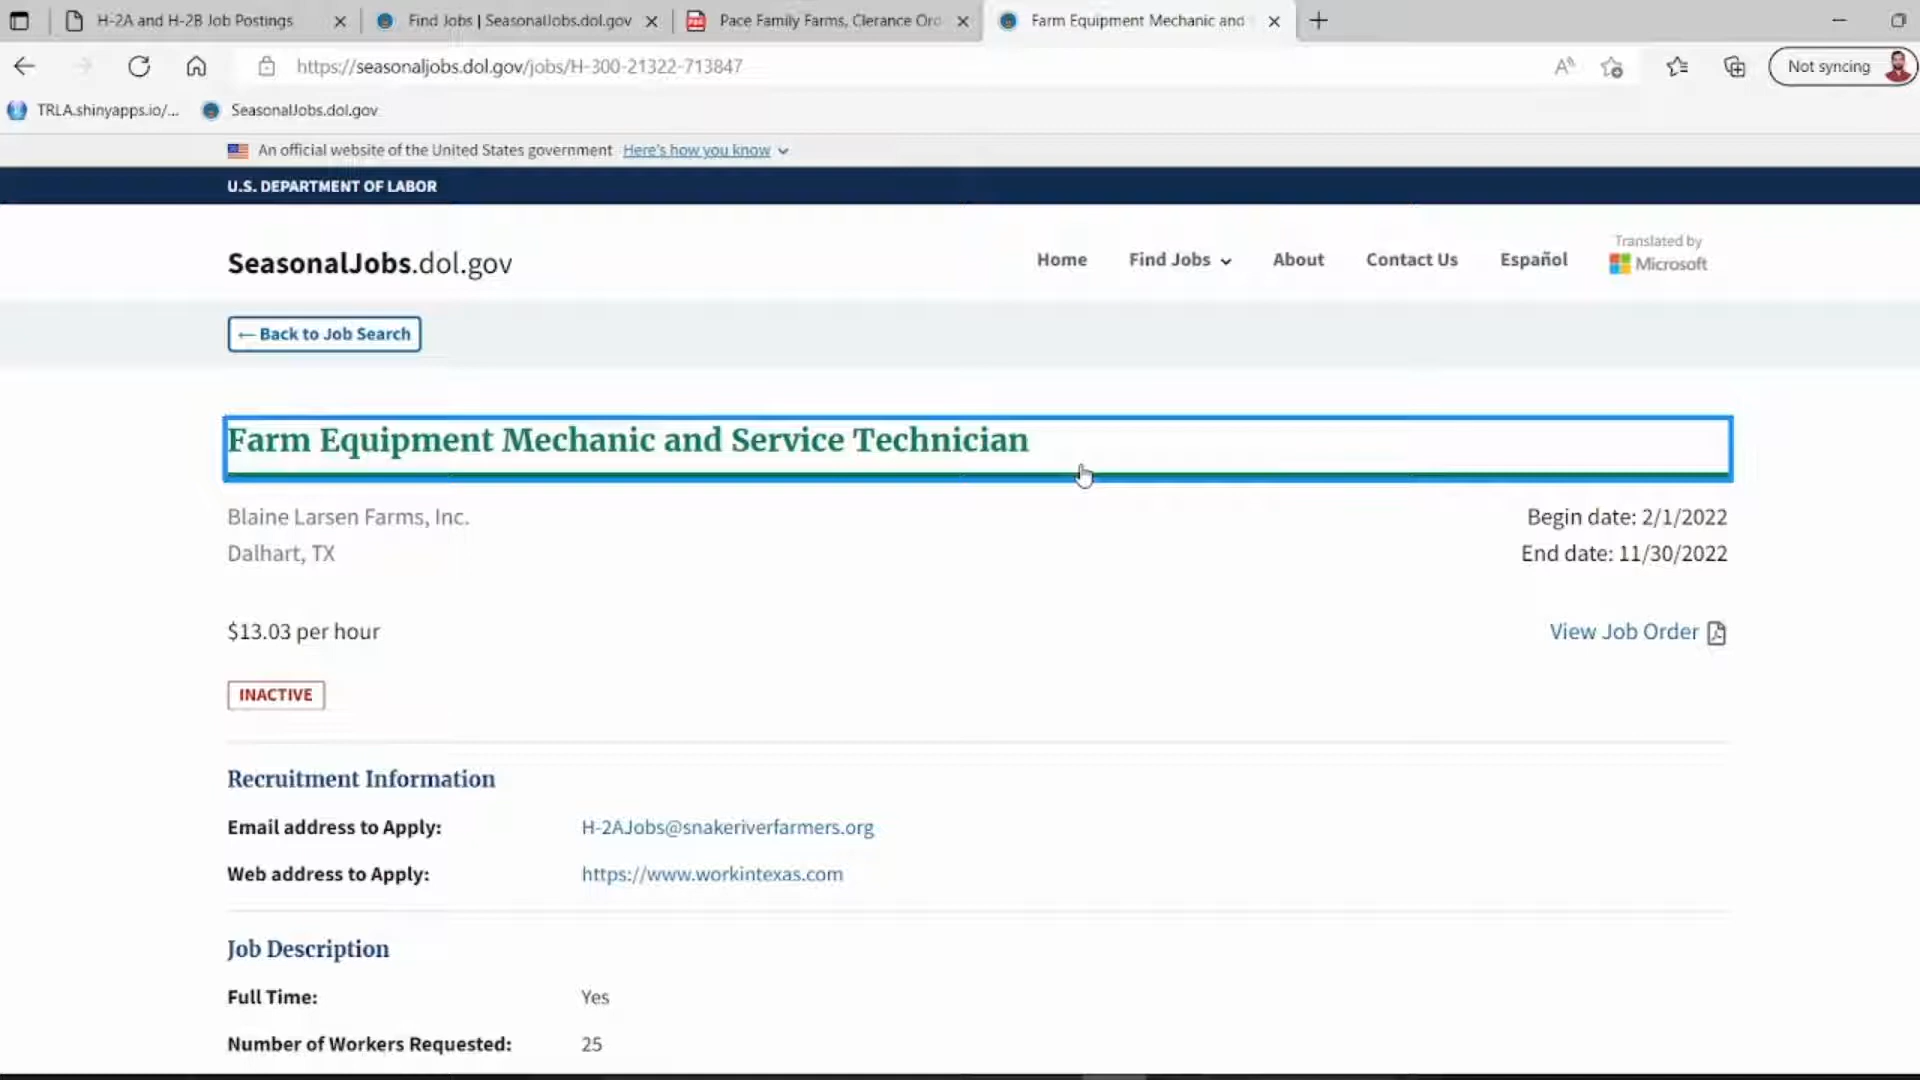 H-2A and H-2B Job Postings
Find Jobs | SeasonalJobs.dol.gov
Pace Family Farms, Clerance Orc
Farm Equipment Mechanic and
https://seasonaljobs.dol.gov/jobs/H-300-21322-713847
Not syncing
TRLA.shinyapps.io/...
SeasonalJobs.dol.gov
An official website of the United States government Here's how you know
U.S. DEPARTMENT OF LABOR
SeasonalJobs.dol.gov
Home
Find Jobs
About
Contact Us
Español
Translated by
Microsoft
← Back to Job Search
Farm Equipment Mechanic and Service Technician
Blaine Larsen Farms, Inc.
Begin date: 2/1/2022
Dalhart, TX
End date: 11/30/2022
$13.03 per hour
View Job Order
INACTIVE
Recruitment Information
Email address to Apply: H-2AJobs@snakeriverfarmers.org
Web address to Apply: https://www.workintexas.com
Job Description
Full Time: Yes
Number of Workers Requested: 25